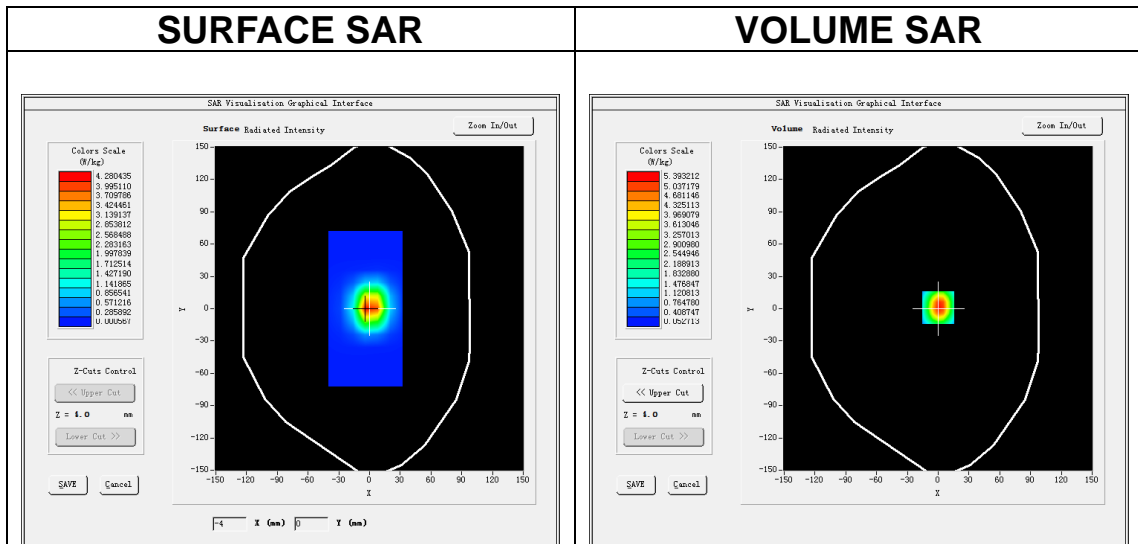 SURFACE SAR
VOLUME SAR
SAR Visualisation Graphical Interface
Surface Radiated Intensity
Zoom In/Out
Colors Scale
(W/kg)
4.280435
3.995110
3.709786
3.424461
3.139137
2.853812
2.568488
2.283163
1.997839
1.712514
1.427190
1.141865
0.856541
0.571216
0.285892
0.000567
Z-Cuts Control
<< Upper Cut
Z = 4.0 mm
Lower Cut >>
SAVE
Cancel
150
120
90
60
30
0
-30
-60
-90
-120
-150
Y
-150 -120 -90 -60 -30 0 30 60 90 120 150
X
-4 X (mm) 0 Y (mm)
SAR Visualisation Graphical Interface
Volume Radiated Intensity
Zoom In/Out
Colors Scale
(W/kg)
5.393212
5.037179
4.681146
4.325113
3.969079
3.613046
3.257013
2.900980
2.544946
2.188913
1.832880
1.476847
1.120813
0.764780
0.408747
0.052713
Z-Cuts Control
<< Upper Cut
Z = 4.0 mm
Lower Cut >>
SAVE
Cancel
150
120
90
60
30
0
-30
-60
-90
-120
-150
Y
-150 -120 -90 -60 -30 0 30 60 90 120 150
X